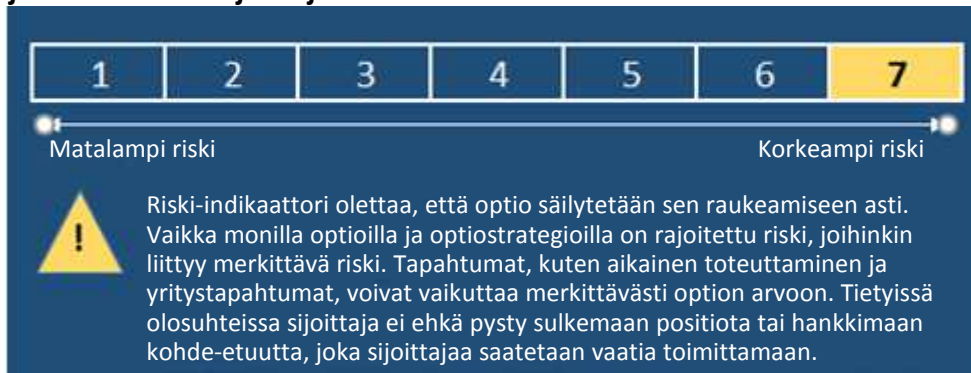 1 2 3 4 5 6 7
Matalampi riski Korkeampi riski
! Riski-indikaattori olettaa, että optio säilytetään sen raukeamiseen asti.
Vaikka monilla optioilla ja optiostrategioilla on rajoitettu riski, joihinkin
liittyy merkittävä riski. Tapahtumat, kuten aikainen toteuttaminen ja
yritystapahtumat, voivat vaikuttaa merkittävästi option arvoon. Tietyissä
olosuhteissa sijoittaja ei ehkä pysty sulkemaan positiota tai hankkimaan
kohde-etuutta, joka sijoittajaa saatetaan vaatia toimittamaan.